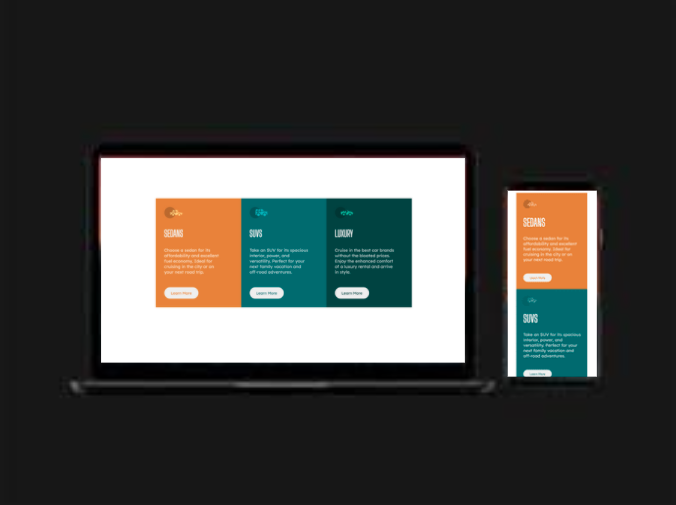 SEDANS
Choose a sedan for its
affordability and excellent
fuel economy. Ideal for
cruising in the city or on
your next road trip.
Learn More
SUVS
Take an SUV for its spacious
interior, power, and
versatility. Perfect for your
next family vacation and
off-road adventures.
Learn More
LUXURY
Cruise in the best car brands
without the bloated prices.
Enjoy the enhanced comfort
of a luxury rental and arrive
in style.
Learn More
SEDANS
Choose a sedan for its
affordability and excellent
fuel economy. Ideal for
cruising in the city or on
your next road trip.
Learn More
SUVS
Take an SUV for its spacious
interior, power, and
versatility. Perfect for your
next family vacation and
off-road adventures.
Learn More